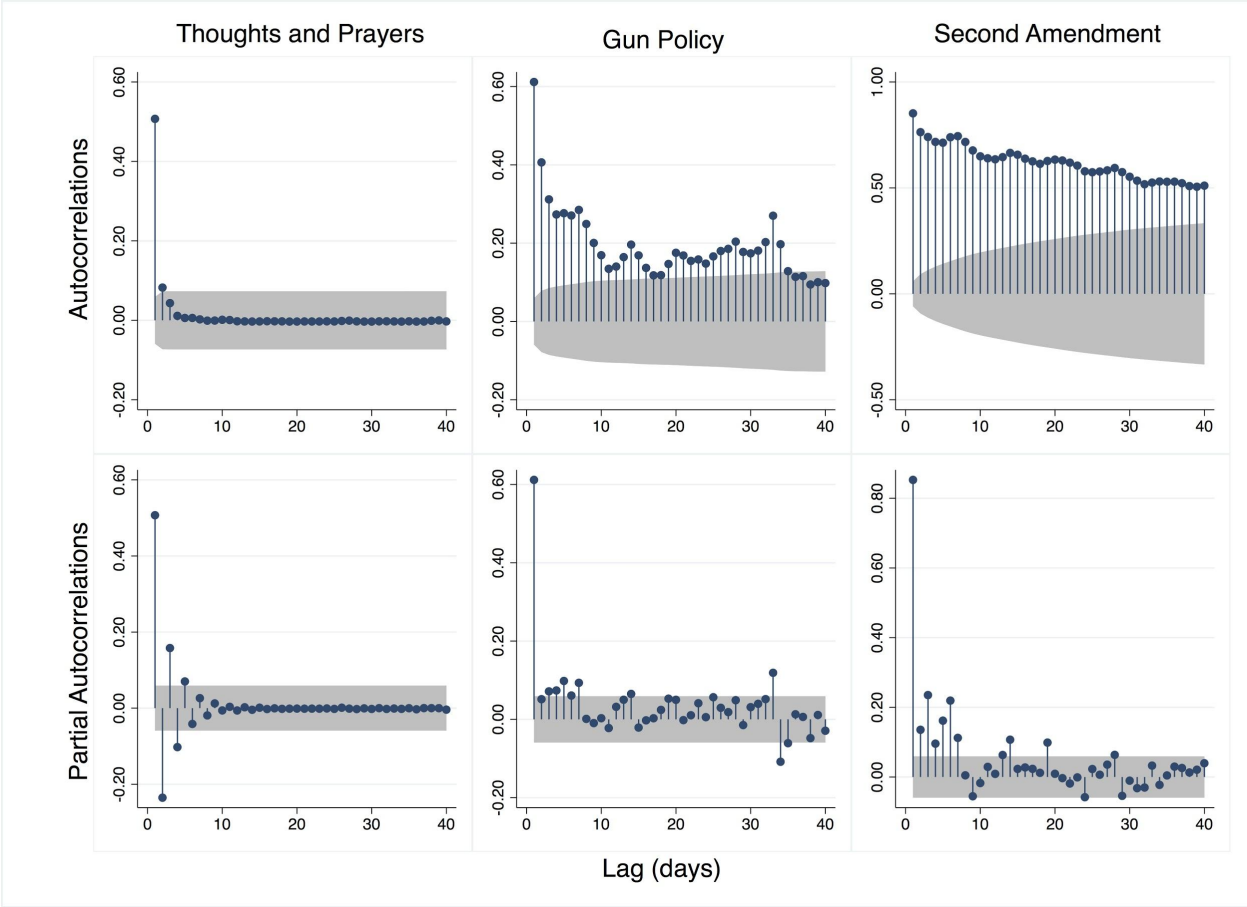 Thoughts and Prayers
Gun Policy
Second Amendment
Autocorrelations
0.60
0.40
0.20
0.00
-0.20
0 10 20 30 40
0.60
0.40
0.20
0.00
-0.20
0 10 20 30 40
1.00
0.50
0.00
-0.50
0 10 20 30 40
Partial Autocorrelations
0.60
0.40
0.20
0.00
-0.20
0 10 20 30 40
0.60
0.40
0.20
0.00
-0.20
0 10 20 30 40
0.80
0.60
0.40
0.20
0.00
0 10 20 30 40
Lag (days)